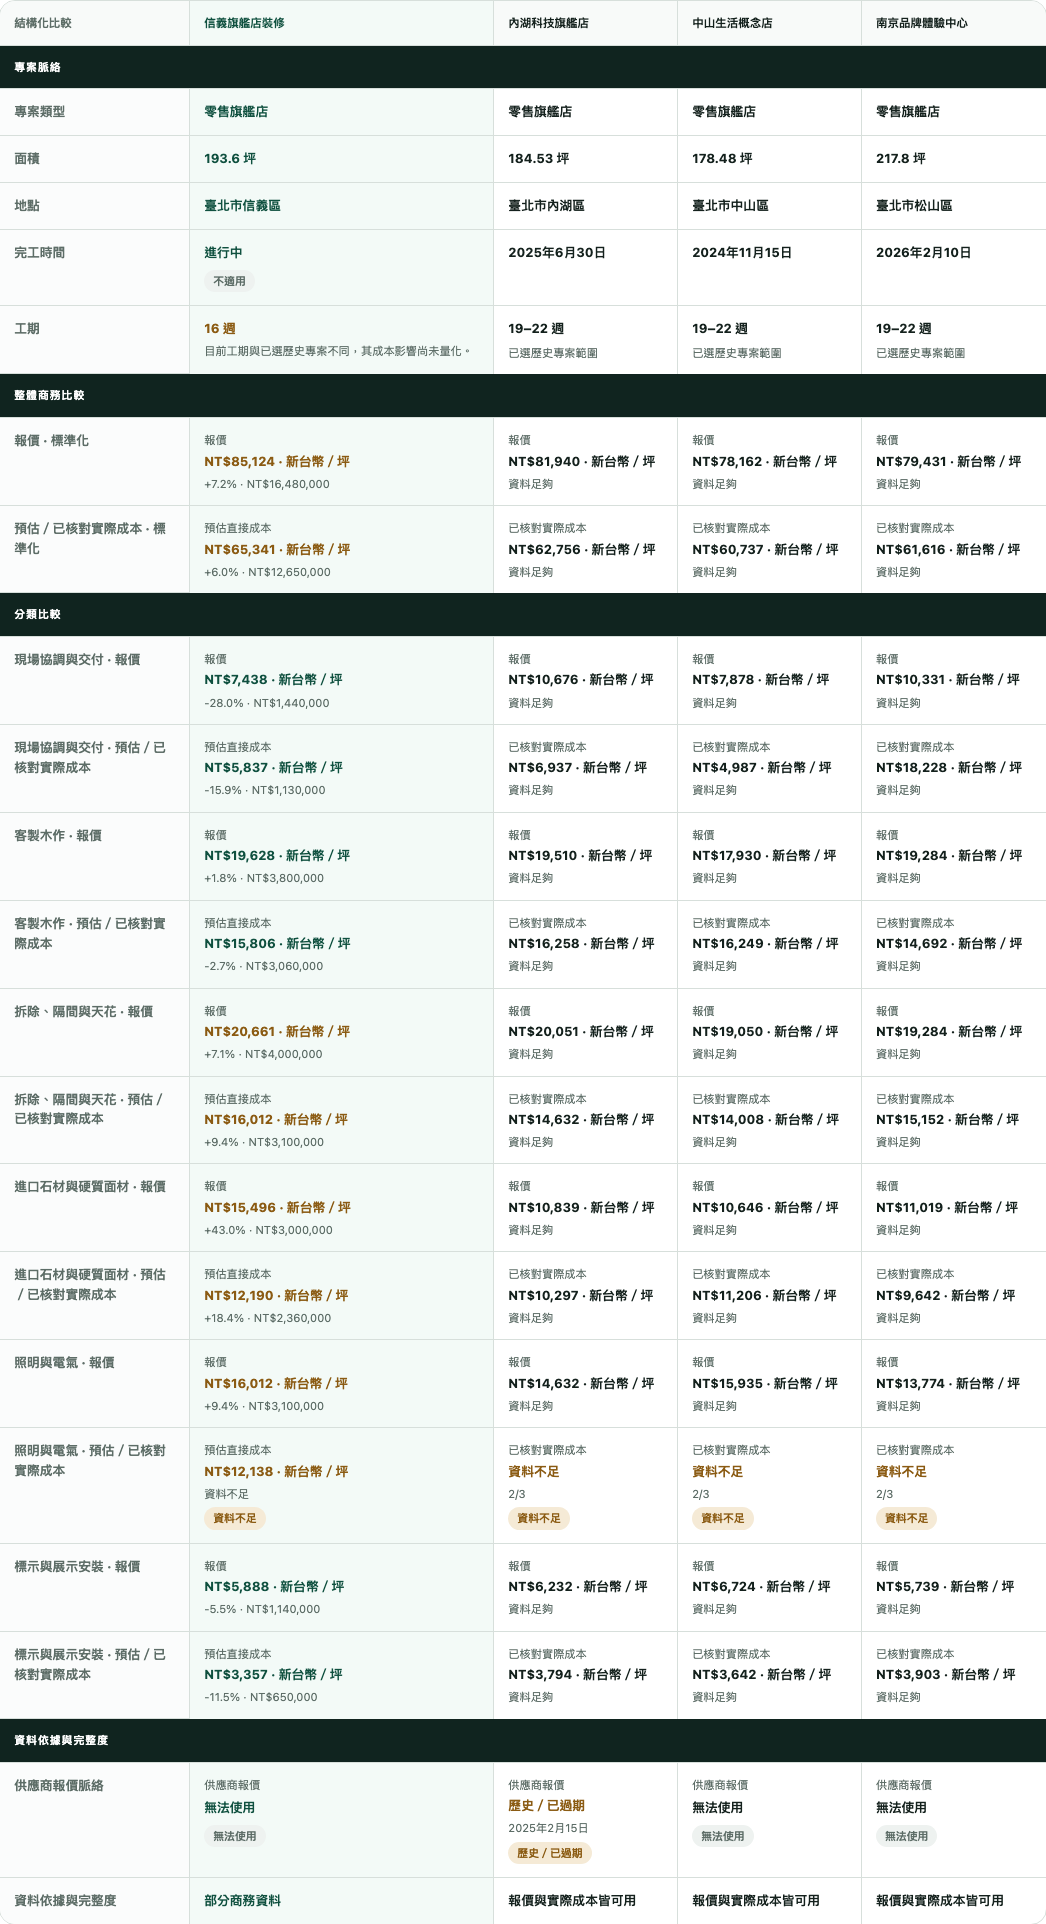 結構化比較
信義旗艦店裝修
內湖科技旗艦店
中山生活概念店
南京品牌體驗中心
專案脈絡
專案類型
零售旗艦店
零售旗艦店
零售旗艦店
零售旗艦店
面積
193.6 坪
184.53 坪
178.48 坪
217.8 坪
地點
臺北市信義區
臺北市內湖區
臺北市中山區
臺北市松山區
完工時間
進行中
不適用
2025年6月30日
2024年11月15日
2026年2月10日
工期
16 週
目前工期與已選歷史專案不同，其成本影響尚未量化。
19–22 週
已選歷史專案範圍
19–22 週
已選歷史專案範圍
19–22 週
已選歷史專案範圍
整體商務比較
報價 · 標準化
報價
NT$85,124 · 新台幣 / 坪
+7.2% · NT$16,480,000
報價
NT$81,940 · 新台幣 / 坪
資料足夠
報價
NT$78,162 · 新台幣 / 坪
資料足夠
報價
NT$79,431 · 新台幣 / 坪
資料足夠
預估 / 已核對實際成本 · 標
準化
預估直接成本
NT$65,341 · 新台幣 / 坪
+6.0% · NT$12,650,000
已核對實際成本
NT$62,756 · 新台幣 / 坪
資料足夠
已核對實際成本
NT$60,737 · 新台幣 / 坪
資料足夠
已核對實際成本
NT$61,616 · 新台幣 / 坪
資料足夠
分類比較
現場協調與交付 · 報價
報價
NT$7,438 · 新台幣 / 坪
-28.0% · NT$1,440,000
報價
NT$10,676 · 新台幣 / 坪
資料足夠
報價
NT$7,878 · 新台幣 / 坪
資料足夠
報價
NT$10,331 · 新台幣 / 坪
資料足夠
現場協調與交付 · 預估 / 已
核對實際成本
預估直接成本
NT$5,837 · 新台幣 / 坪
-15.9% · NT$1,130,000
已核對實際成本
NT$6,937 · 新台幣 / 坪
資料足夠
已核對實際成本
NT$4,987 · 新台幣 / 坪
資料足夠
已核對實際成本
NT$18,228 · 新台幣 / 坪
資料足夠
客製木作 · 報價
報價
NT$19,628 · 新台幣 / 坪
+1.8% · NT$3,800,000
報價
NT$19,510 · 新台幣 / 坪
資料足夠
報價
NT$17,930 · 新台幣 / 坪
資料足夠
報價
NT$19,284 · 新台幣 / 坪
資料足夠
客製木作 · 預估 / 已核對實
際成本
預估直接成本
NT$15,806 · 新台幣 / 坪
-2.7% · NT$3,060,000
已核對實際成本
NT$16,258 · 新台幣 / 坪
資料足夠
已核對實際成本
NT$16,249 · 新台幣 / 坪
資料足夠
已核對實際成本
NT$14,692 · 新台幣 / 坪
資料足夠
拆除、隔間與天花 · 報價
報價
NT$20,661 · 新台幣 / 坪
+7.1% · NT$4,000,000
報價
NT$20,051 · 新台幣 / 坪
資料足夠
報價
NT$19,050 · 新台幣 / 坪
資料足夠
報價
NT$19,284 · 新台幣 / 坪
資料足夠
拆除、隔間與天花 · 預估 /
已核對實際成本
預估直接成本
NT$16,012 · 新台幣 / 坪
+9.4% · NT$3,100,000
已核對實際成本
NT$14,632 · 新台幣 / 坪
資料足夠
已核對實際成本
NT$14,008 · 新台幣 / 坪
資料足夠
已核對實際成本
NT$15,152 · 新台幣 / 坪
資料足夠
進口石材與硬質面材 · 報價
報價
NT$15,496 · 新台幣 / 坪
+43.0% · NT$3,000,000
報價
NT$10,839 · 新台幣 / 坪
資料足夠
報價
NT$10,646 · 新台幣 / 坪
資料足夠
報價
NT$11,019 · 新台幣 / 坪
資料足夠
進口石材與硬質面材 · 預估
/ 已核對實際成本
預估直接成本
NT$12,190 · 新台幣 / 坪
+18.4% · NT$2,360,000
已核對實際成本
NT$10,297 · 新台幣 / 坪
資料足夠
已核對實際成本
NT$11,206 · 新台幣 / 坪
資料足夠
已核對實際成本
NT$9,642 · 新台幣 / 坪
資料足夠
照明與電氣 · 報價
報價
NT$16,012 · 新台幣 / 坪
+9.4% · NT$3,100,000
報價
NT$14,632 · 新台幣 / 坪
資料足夠
報價
NT$15,935 · 新台幣 / 坪
資料足夠
報價
NT$13,774 · 新台幣 / 坪
資料足夠
照明與電氣 · 預估 / 已核對
實際成本
預估直接成本
NT$12,138 · 新台幣 / 坪
資料不足
資料不足
已核對實際成本
資料不足
2/3
資料不足
已核對實際成本
資料不足
2/3
資料不足
已核對實際成本
資料不足
2/3
資料不足
標示與展示安裝 · 報價
報價
NT$5,888 · 新台幣 / 坪
-5.5% · NT$1,140,000
報價
NT$6,232 · 新台幣 / 坪
資料足夠
報價
NT$6,724 · 新台幣 / 坪
資料足夠
報價
NT$5,739 · 新台幣 / 坪
資料足夠
標示與展示安裝 · 預估 / 已
核對實際成本
預估直接成本
NT$3,357 · 新台幣 / 坪
-11.5% · NT$650,000
已核對實際成本
NT$3,794 · 新台幣 / 坪
資料足夠
已核對實際成本
NT$3,642 · 新台幣 / 坪
資料足夠
已核對實際成本
NT$3,903 · 新台幣 / 坪
資料足夠
資料依據與完整度
供應商報價脈絡
供應商報價
無法使用
無法使用
供應商報價
歷史 / 已過期
2025年2月15日
歷史 / 已過期
供應商報價
無法使用
無法使用
供應商報價
無法使用
無法使用
資料依據與完整度
部分商務資料
報價與實際成本皆可用
報價與實際成本皆可用
報價與實際成本皆可用